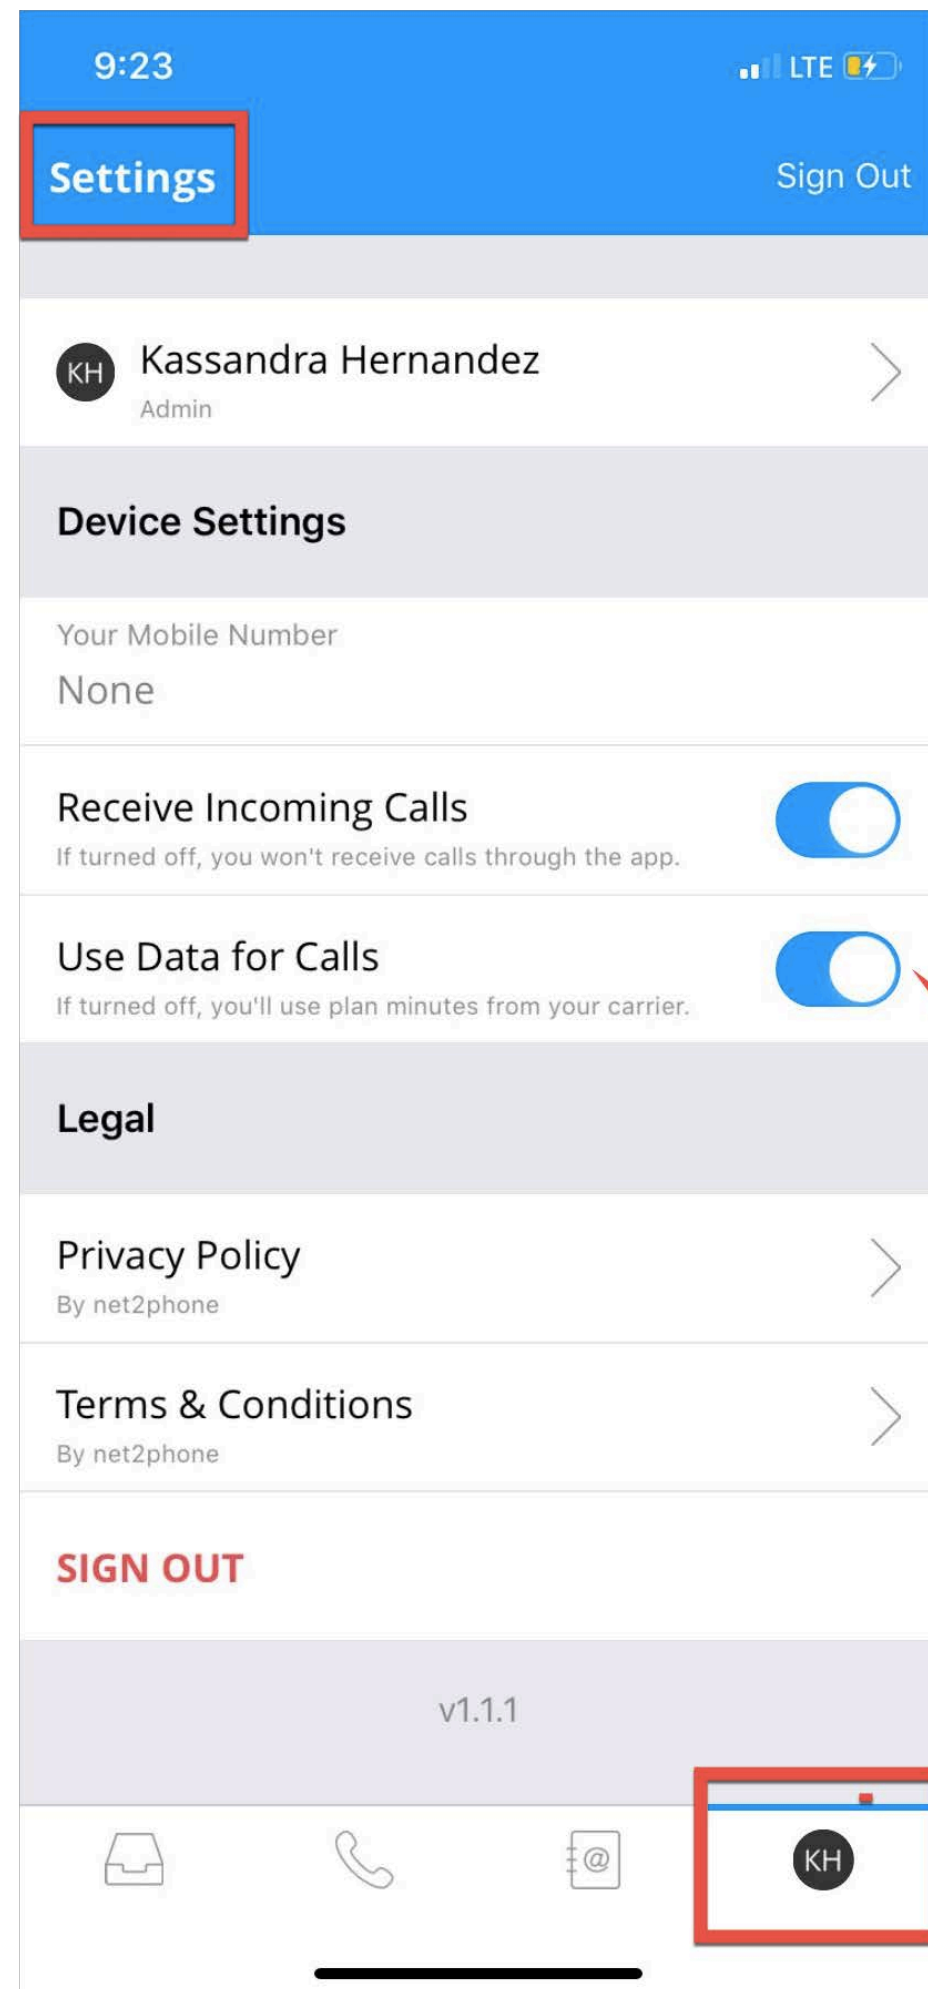 9:23
LTE
Settings
Sign Out
KH
Kassandra Hernandez
Admin
Device Settings
Your Mobile Number
None
Receive Incoming Calls
If turned off, you won't receive calls through the app.
Use Data for Calls
If turned off, you'll use plan minutes from your carrier.
Legal
Privacy Policy
By net2phone
Terms & Conditions
By net2phone
SIGN OUT
v1.1.1
@
KH